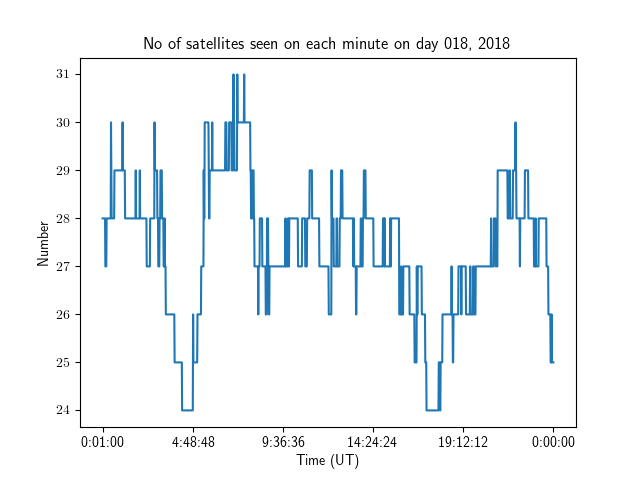 No of satellites seen on each minute on day 018, 2018
31
30
29
28
27
26
25
24
Number
0:01:00 4:48:48 9:36:36 14:24:24 19:12:12 0:00:00
Time (UT)